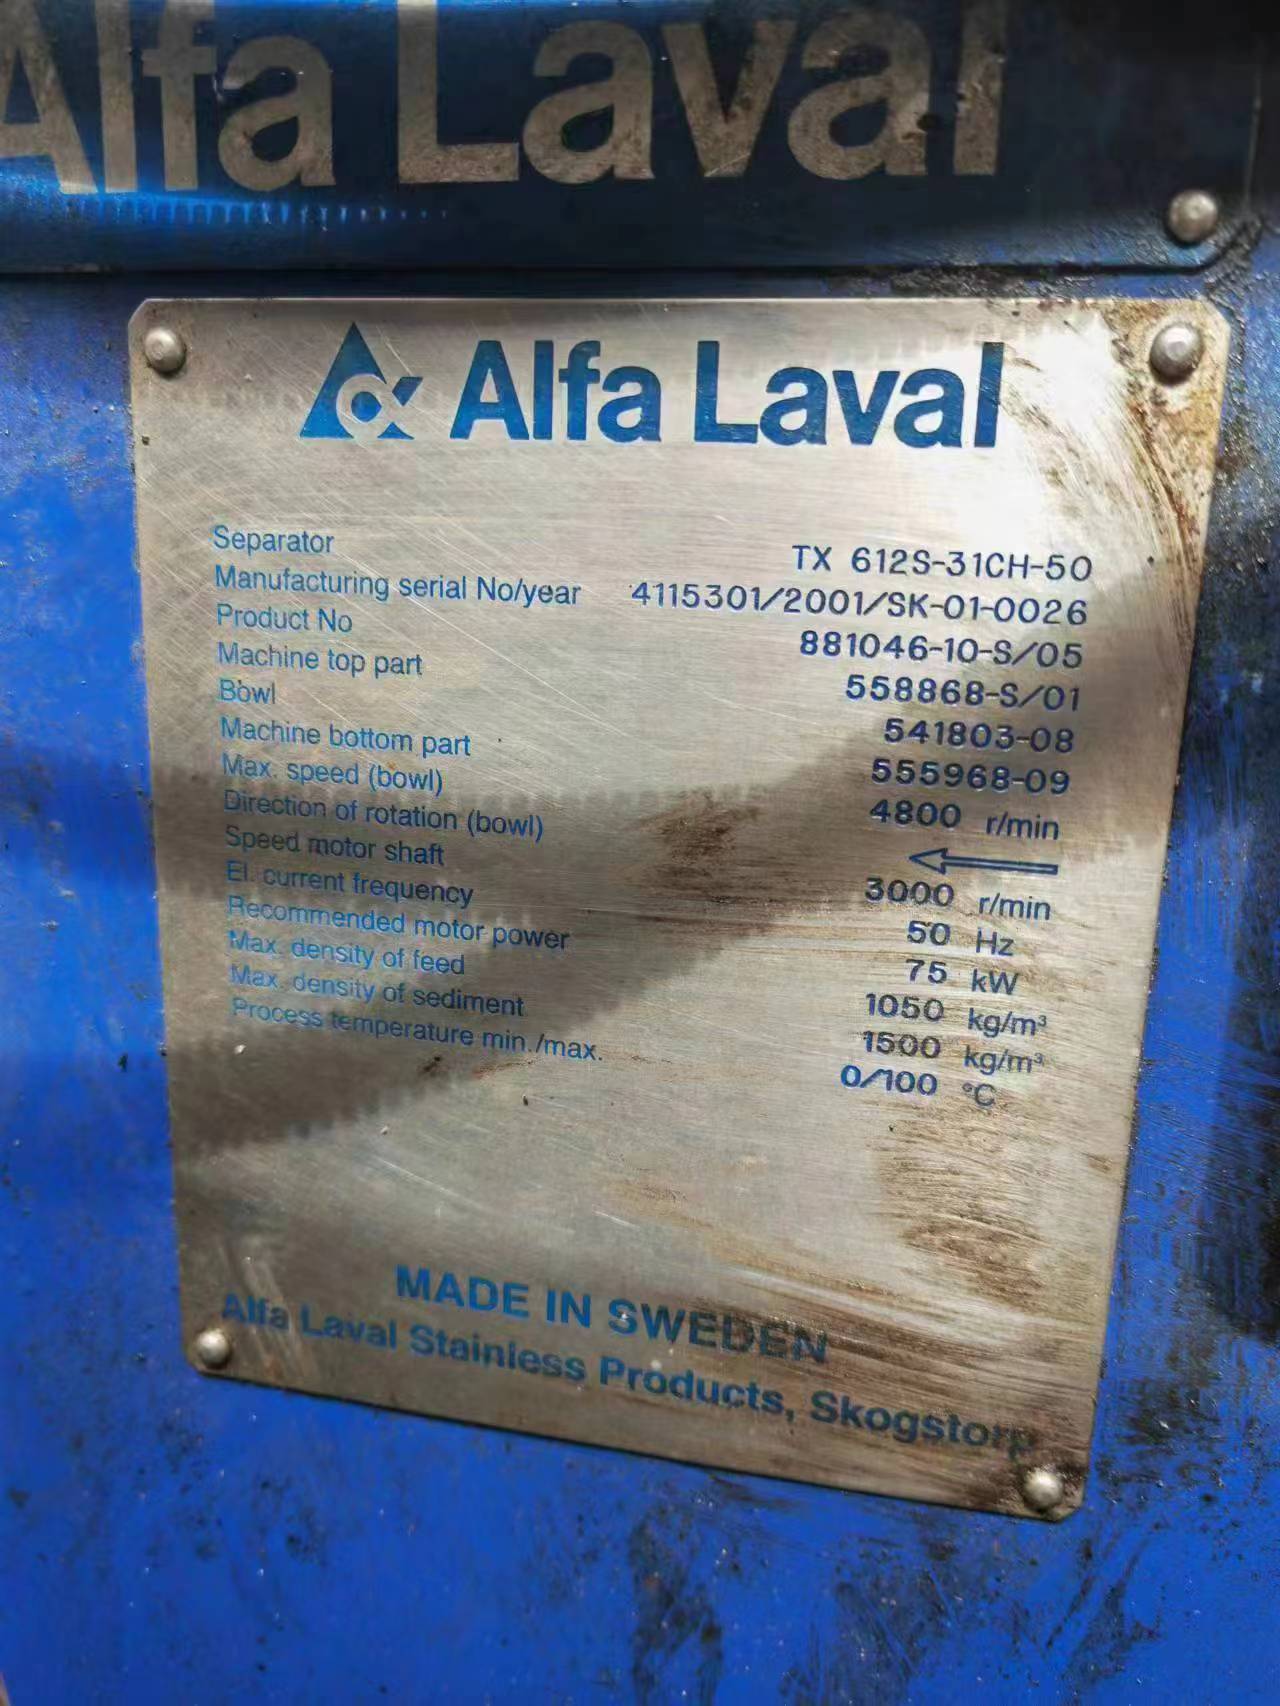 Alfa Laval
Alfa Laval
Separator TX 612S-31CH-50
Manufacturing serial No/year 4115301/2001/SK-01-0026
Product No 881046-10-S/05
Machine top part 558868-S/01
Bowl 541803-08
Machine bottom part 555968-09
Max. speed (bowl) 4800 r/min
Direction of rotation (bowl)
Speed motor shaft 3000 r/min
El. current frequency 50 Hz
Recommended motor power 75 kW
Max. density of feed 1050 kg/m³
Max. density of sediment 1500 kg/m³
Process temperature min./max. 0/100 °C
MADE IN SWEDEN
Alfa Laval Stainless Products, Skogstorp